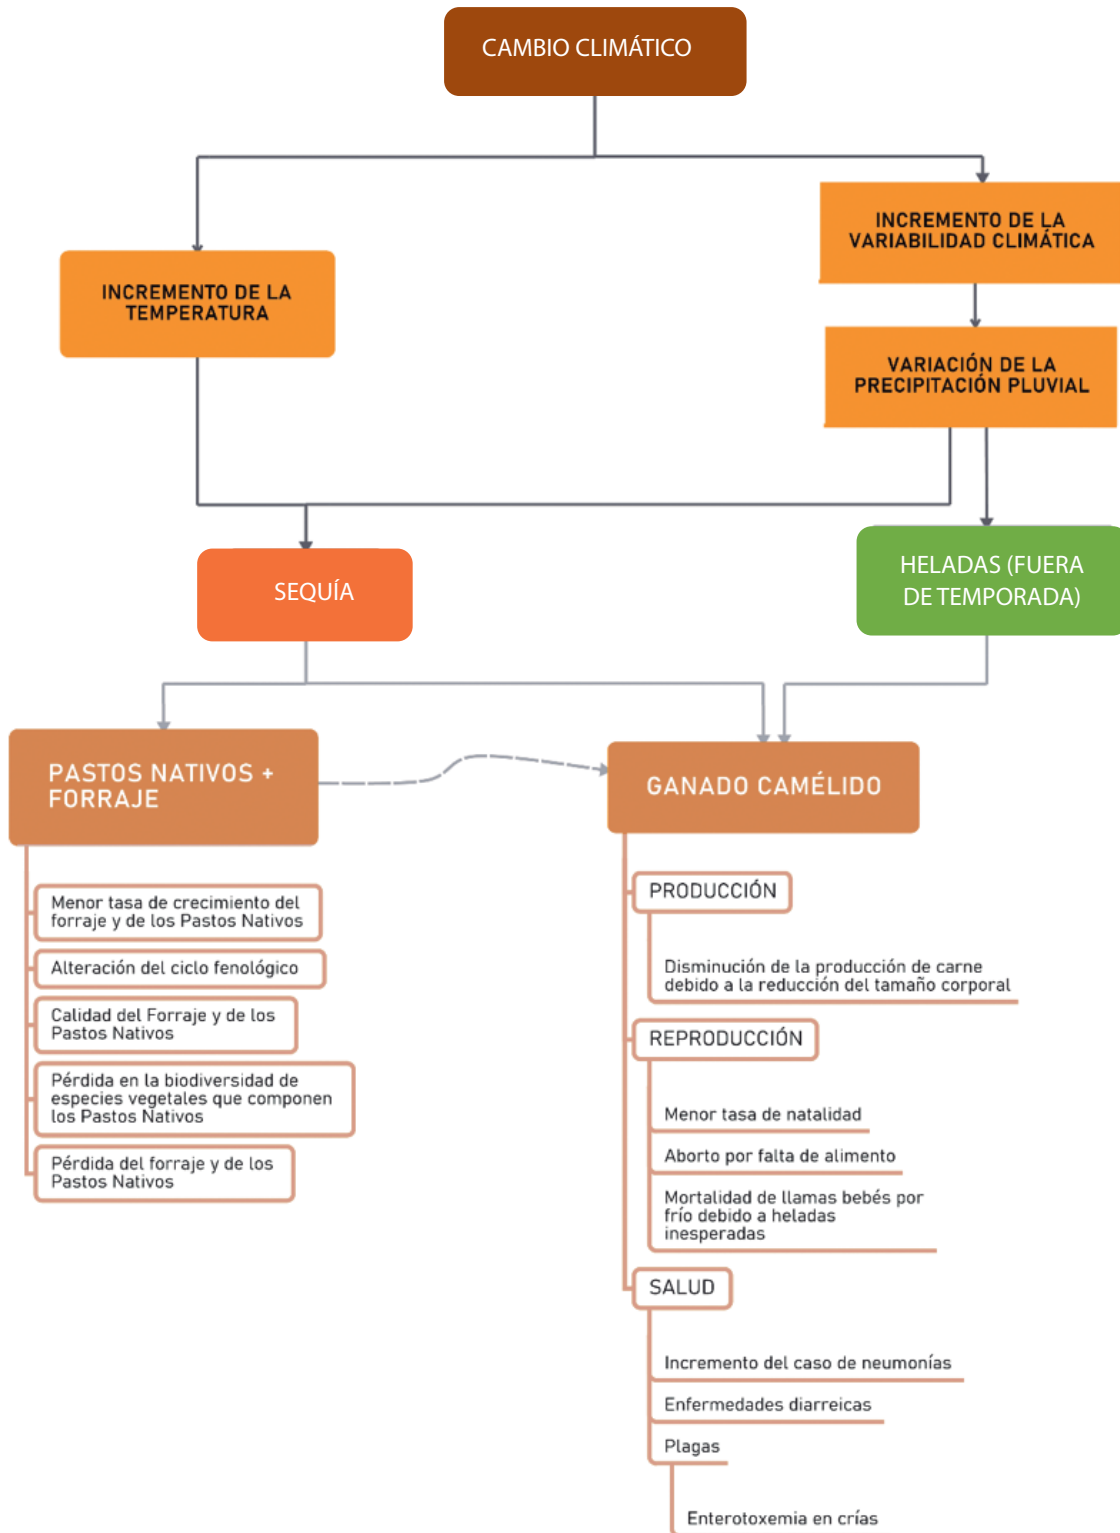 CAMBIO CLIMÁTICO
INCREMENTO DE LA
VARIABILIDAD CLIMÁTICA
INCREMENTO DE LA
TEMPERATURA
VARIACIÓN DE LA
PRECIPITACIÓN PLUVIAL
SEQUÍA
HELADAS (FUERA
DE TEMPORADA)
PASTOS NATIVOS +
FORRAJE
Menor tasa de crecimiento del
forraje y de los Pastos Nativos
Alteración del ciclo fenológico
Calidad del Forraje y de los
Pastos Nativos
Pérdida en la biodiversidad de
especies vegetales que componen
los Pastos Nativos
Pérdida del forraje y de los
Pastos Nativos
GANADO CAMÉLIDO
PRODUCCIÓN
Disminución de la producción de carne
debido a la reducción del tamaño corporal
REPRODUCCIÓN
Menor tasa de natalidad
Aborto por falta de alimento
Mortalidad de llamas bebés por
frío debido a heladas
inesperadas
SALUD
Incremento del caso de neumonías
Enfermedades diarreicas
Plagas
Enterotoxemia en crías